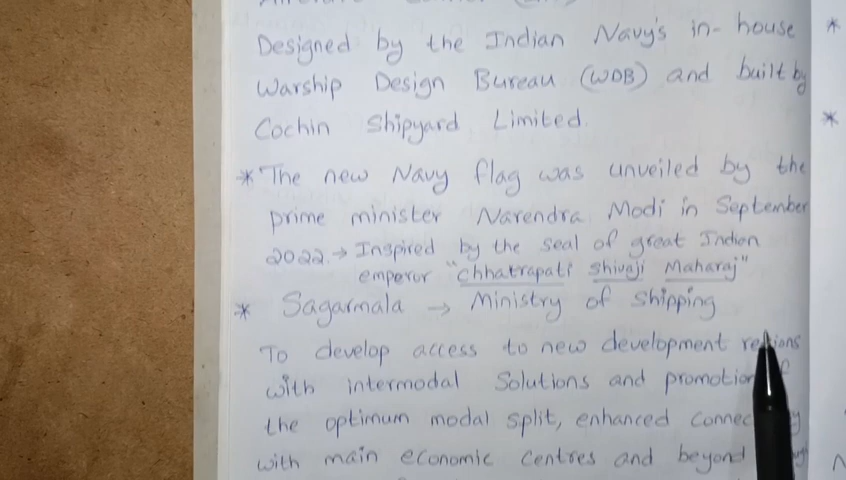 Designed by the Indian Navy's in-house
Warship Design Bureau (WDB) and built by
Cochin Shipyard Limited.
* The new Navy flag was unveiled by the
prime minister Narendra Modi in September
2022. → Inspired by the seal of great Indian
emperor "Chhatrapati Shivaji Maharaj"
* Sagarmala → Ministry of Shipping
To develop access to new development regions
with intermodal Solutions and promotion
the optimum modal split, enhanced
with main economic centres and beyond
*
*